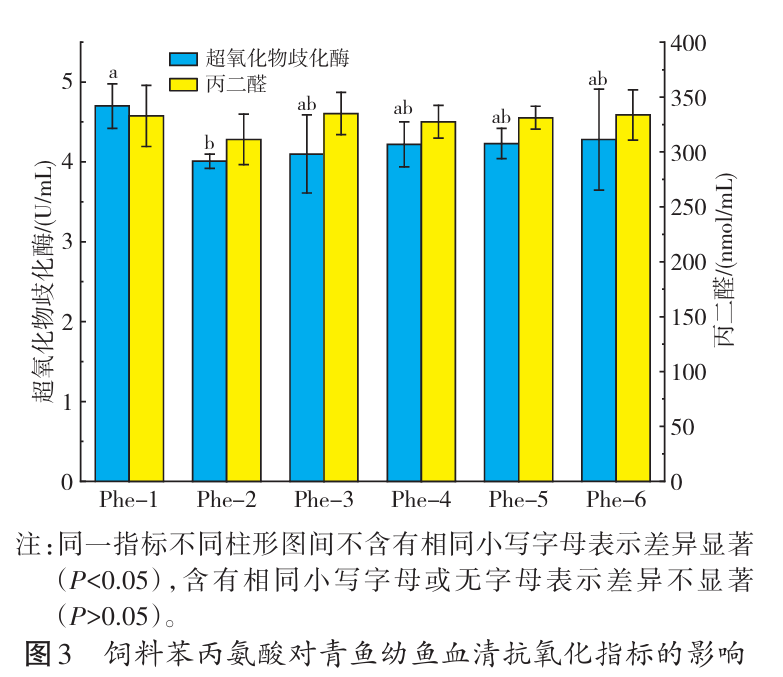 超氧化物歧化酶
丙二醛
超氧化物歧化酶/(U/mL)
5
4
3
2
1
0
a
b
ab
ab
ab
ab
400
350
300
250
200
150
100
50
0
丙二醛/(nmol/mL)
Phe-1 Phe-2 Phe-3 Phe-4 Phe-5 Phe-6
注:同一指标不同柱形图间不含有相同小写字母表示差异显著
(P<0.05),含有相同小写字母或无字母表示差异不显著
(P>0.05)。
图3 饲料苯丙氨酸对青鱼幼鱼血清抗氧化指标的影响